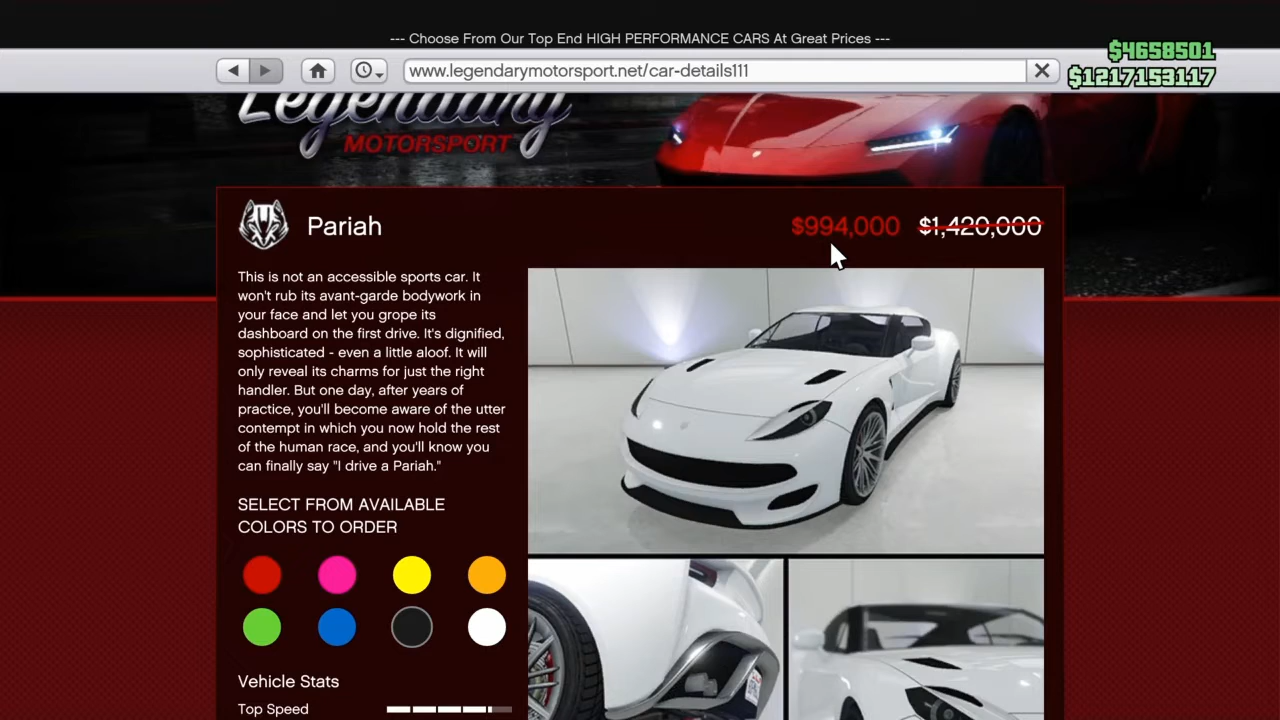 --- Choose From Our Top End HIGH PERFORMANCE CARS At Great Prices ---
$4658501
www.legendarymotorsport.net/car-details111
$1217153117
Legendary
MOTORSPORT
Pariah
$994,000 $1,420,000
This is not an accessible sports car. It
won't rub its avant-garde bodywork in
your face and let you grope its
dashboard on the first drive. It's dignified,
sophisticated - even a little aloof. It will
only reveal its charms for just the right
handler. But one day, after years of
practice, you'll become aware of the utter
contempt in which you now hold the rest
of the human race, and you'll know you
can finally say "I drive a Pariah."
SELECT FROM AVAILABLE
COLORS TO ORDER
Vehicle Stats
Top Speed